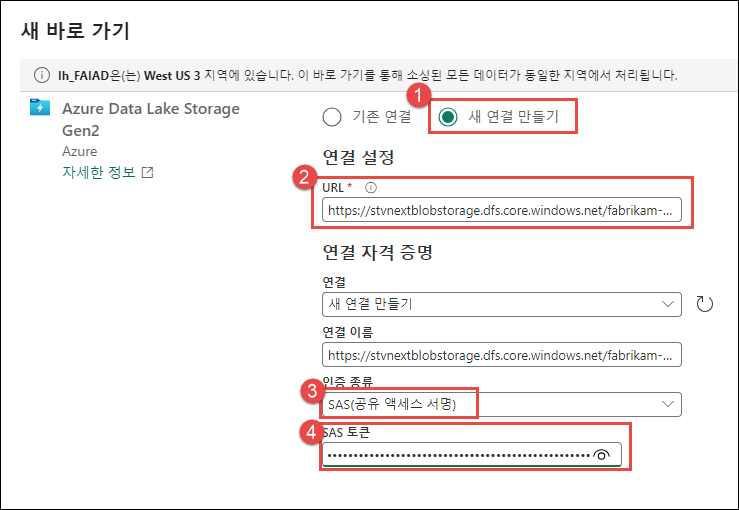 새 바로 가기
lh_FAIAD은(는) West US 3 지역에 있습니다. 이 바로 가기를 통해 소싱된 모든 데이터가 동일한 지역에서 처리됩니다.
Azure Data Lake Storage
Gen2
Azure
자세한 정보
1
기존 연결
새 연결 만들기
연결 설정
2
URL *
https://stvnextblobstorage.dfs.core.windows.net/fabrikam-...
연결 자격 증명
연결
새 연결 만들기
연결 이름
https://stvnextblobstorage.dfs.core.windows.net/fabrikam-...
인증 종류
3
SAS(공유 액세스 서명)
4
SAS 토큰